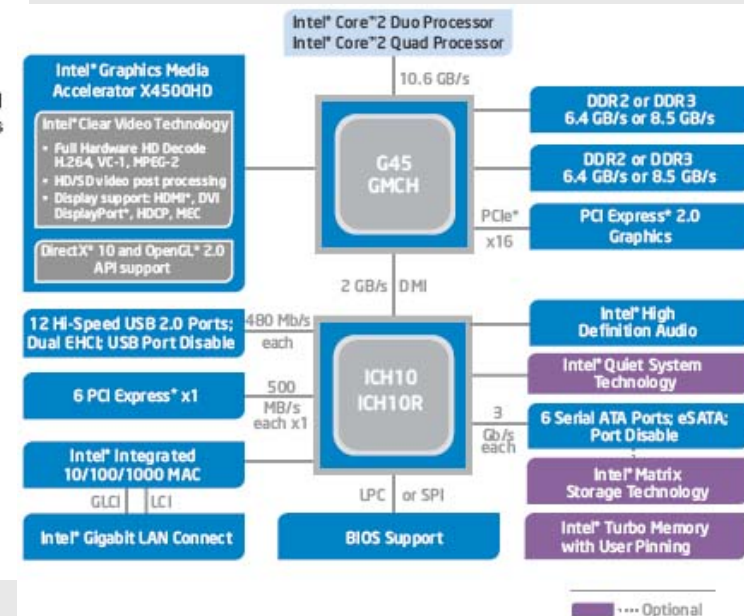 Intel® Core™2 Duo Processor
Intel® Core™2 Quad Processor
10.6 GB/s
Intel® Graphics Media
Accelerator X4500HD
Intel® Clear Video Technology
• Full Hardware HD Decode
H.264, VC-1, MPEG-2
• HD/SD video post processing
• Display support: HDMI*, DVI
DisplayPort*, HDCP, MEC
DirectX* 10 and OpenGL* 2.0
API support
G45
GMCH
DDR2 or DDR3
6.4 GB/s or 8.5 GB/s
DDR2 or DDR3
6.4 GB/s or 8.5 GB/s
PCIe*
x16
PCI Express* 2.0
Graphics
2 GB/s DMI
12 Hi-Speed USB 2.0 Ports;
Dual EHCI; USB Port Disable
480 Mb/s
each
6 PCI Express* x1
500
MB/s
each x1
Intel® Integrated
10/100/1000 MAC
GLCI LCI
Intel® Gigabit LAN Connect
ICH10
ICH10R
Intel® High
Definition Audio
Intel® Quiet System
Technology
3
Gb/s
each
6 Serial ATA Ports; eSATA;
Port Disable
Intel® Matrix
Storage Technology
Intel® Turbo Memory
with User Pinning
LPC or SPI
BIOS Support
Optional